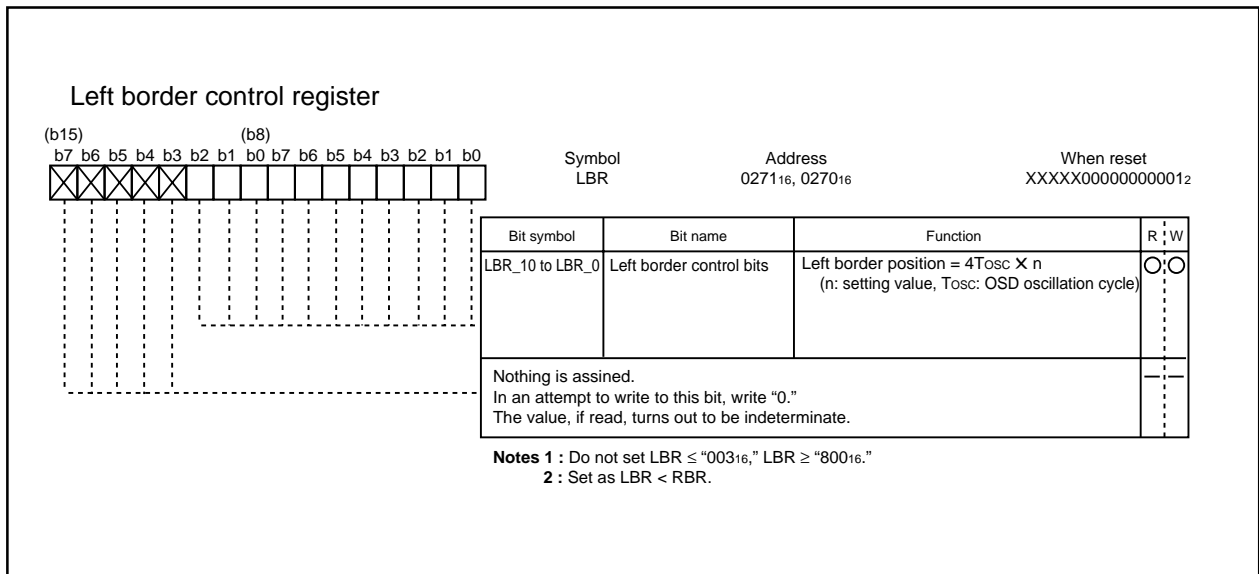 Left border control register
(b15) (b8)
b7 b6 b5 b4 b3 b2 b1 b0 b7 b6 b5 b4 b3 b2 b1 b0
Symbol Address When reset
LBR 027116, 027016 XXXXX000000000012
Bit symbol Bit name Function R W
LBR_10 to LBR_0 Left border control bits Left border position = 4TOSC X n
(n: setting value, TOSC: OSD oscillation cycle)
Nothing is assined.
In an attempt to write to this bit, write “0.”
The value, if read, turns out to be indeterminate.
Notes 1 : Do not set LBR ≤ “00316,” LBR ≥ “80016.”
2 : Set as LBR < RBR.